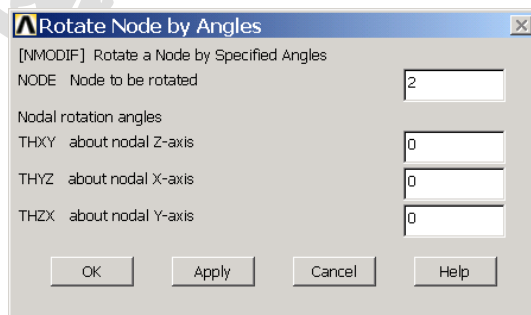 Rotate Node by Angles
[NMODIF] Rotate a Node by Specified Angles
NODE Node to be rotated 2
Nodal rotation angles
THXY about nodal Z-axis 0
THYZ about nodal X-axis 0
THZX about nodal Y-axis 0
OK Apply Cancel Help